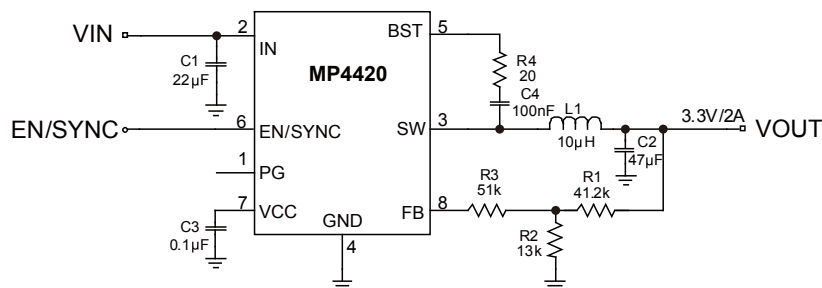 VIN
2
IN
C1
22µF
MP4420
BST
5
R4
20
C4
100nF
EN/SYNC
6
EN/SYNC
SW
3
L1
10µH
3.3V/2A
VOUT
C2
47µF
1
PG
7
VCC
C3
0.1µF
GND
4
FB
8
R3
51k
R1
41.2k
R2
13k